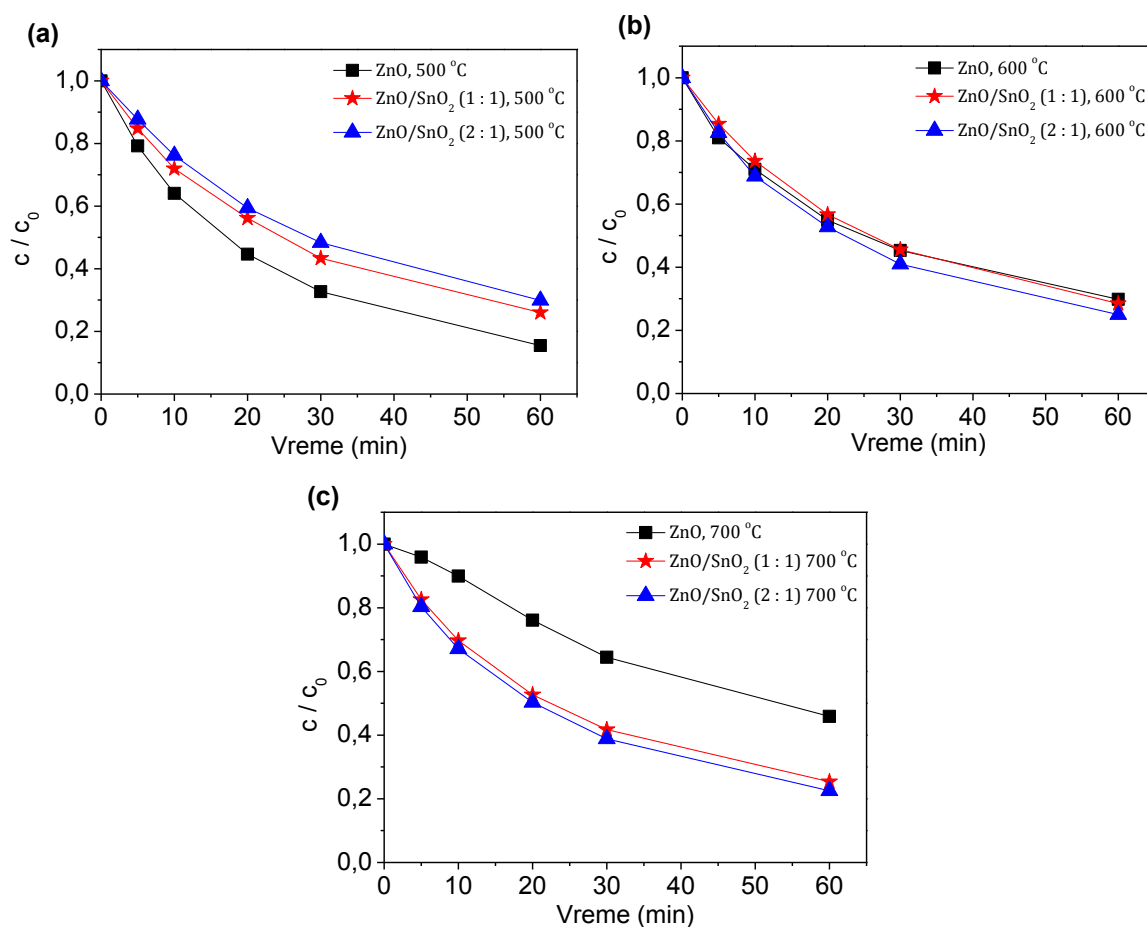 (a)
ZnO, 500 °C
ZnO/SnO₂ (1 : 1), 500 °C
ZnO/SnO₂ (2 : 1), 500 °C
1,0
0,8
0,6
0,4
0,2
0,0
c / c₀
0 10 20 30 40 50 60
Vreme (min)
(b)
ZnO, 600 °C
ZnO/SnO₂ (1 : 1), 600 °C
ZnO/SnO₂ (2 : 1), 600 °C
1,0
0,8
0,6
0,4
0,2
0,0
c / c₀
0 10 20 30 40 50 60
Vreme (min)
(c)
ZnO, 700 °C
ZnO/SnO₂ (1 : 1) 700 °C
ZnO/SnO₂ (2 : 1) 700 °C
1,0
0,8
0,6
0,4
0,2
0,0
c / c₀
0 10 20 30 40 50 60
Vreme (min)